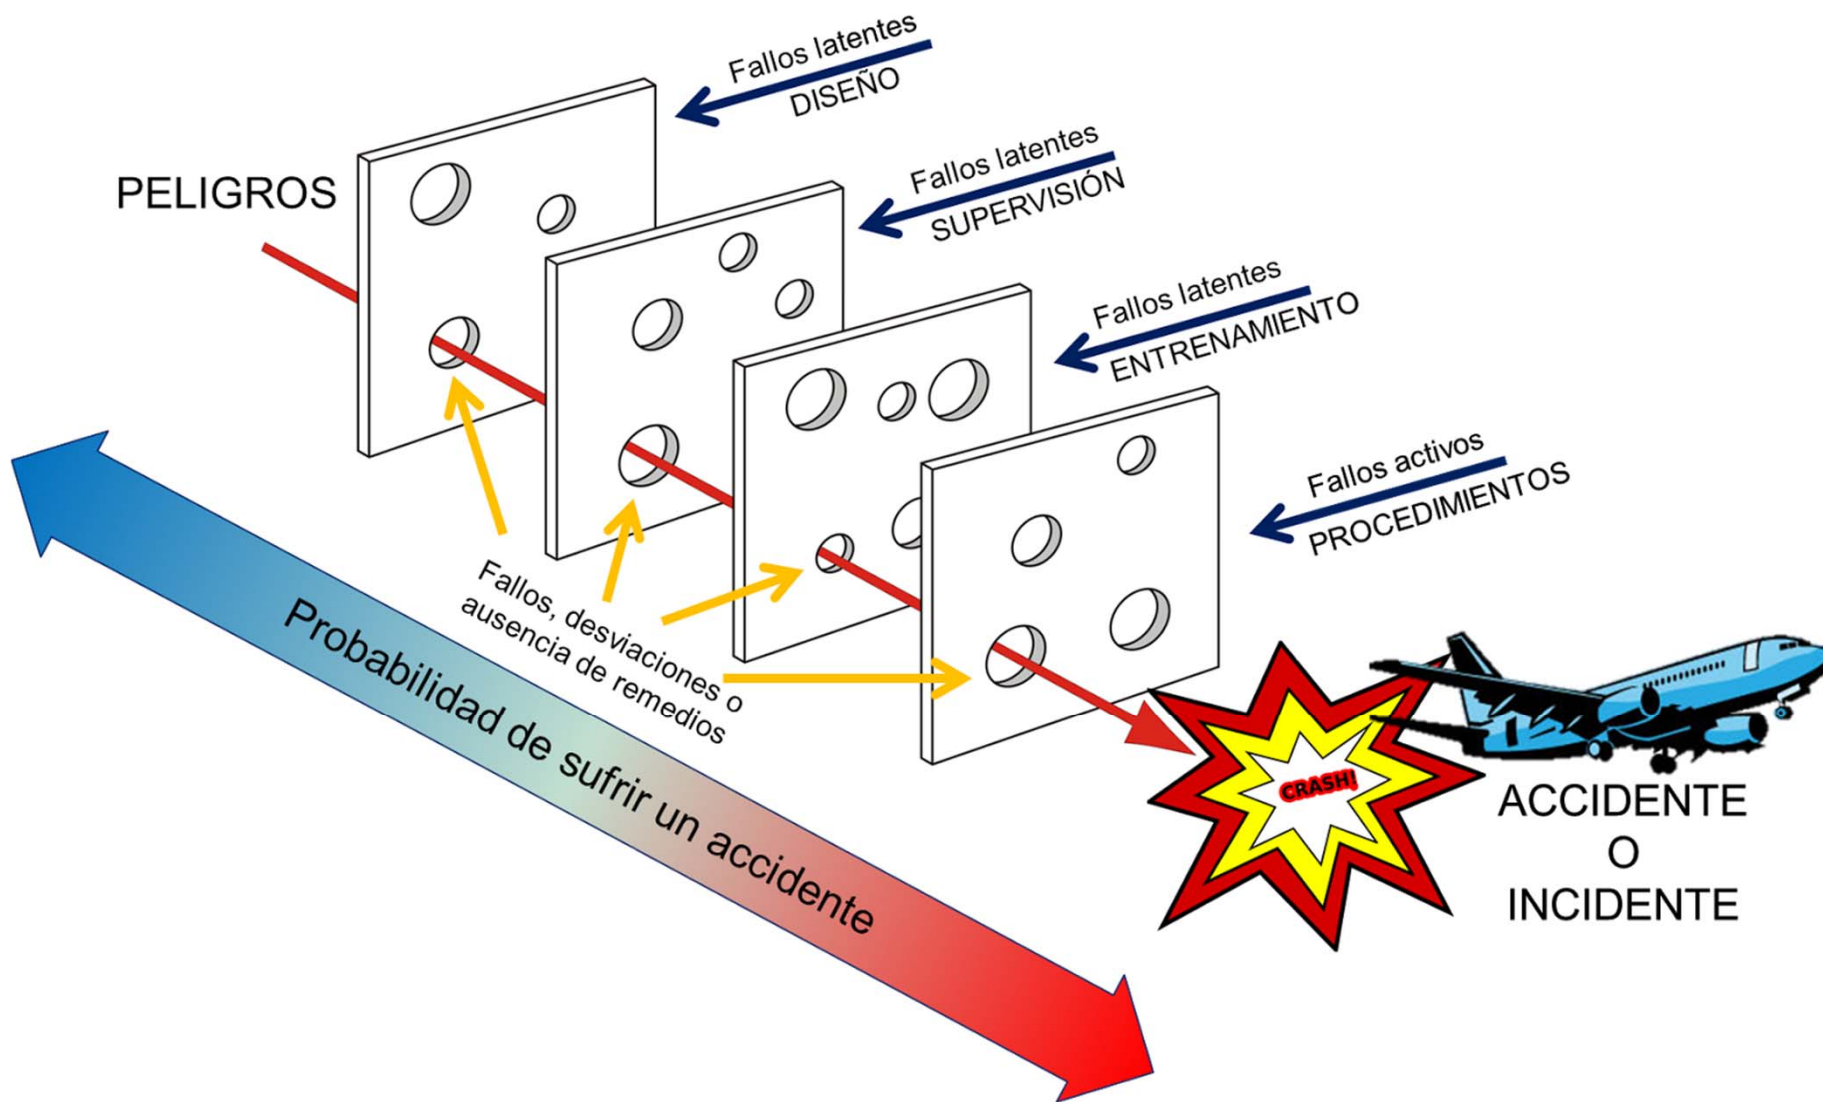 Fallos latentes
DISEÑO
PELIGROS
Fallos latentes
SUPERVISIÓN
Fallos latentes
ENTRENAMIENTO
Fallos activos
PROCEDIMIENTOS
Fallos, desviaciones o
ausencia de remedios
Probabilidad de sufrir un accidente
CRASH!
ACCIDENTE
O
INCIDENTE